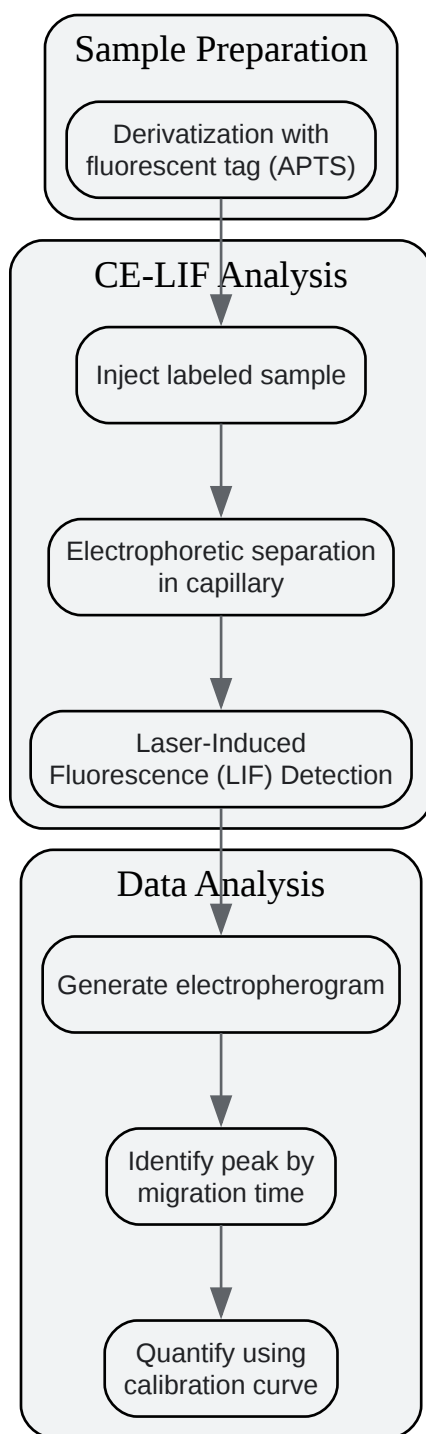 Sample Preparation
Derivatization with
fluorescent tag (APTS)
CE-LIF Analysis
Inject labeled sample
Electrophoretic separation
in capillary
Laser-Induced
Fluorescence (LIF) Detection
Data Analysis
Generate electropherogram
Identify peak by
migration time
Quantify using
calibration curve